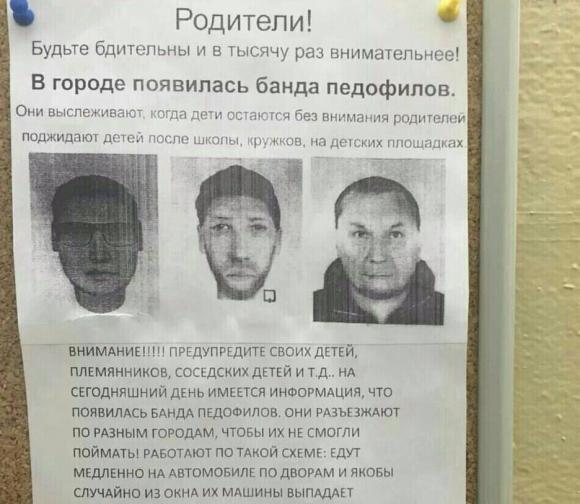 Родители!
Будьте бдительны и в тысячу раз внимательнее!
В городе появилась банда педофилов.
Они выслеживают, когда дети остаются без внимания родителей
поджидают детей после школы, кружков, на детских площадках.
ВНИМАНИЕ!!!!! ПРЕДУПРЕДИТЕ СВОИХ ДЕТЕЙ,
ПЛЕМЯННИКОВ, СОСЕДСКИХ ДЕТЕЙ И Т.Д.. НА
СЕГОДНЯШНИЙ ДЕНЬ ИМЕЕТСЯ ИНФОРМАЦИЯ, ЧТО
ПОЯВИЛАСЬ БАНДА ПЕДОФИЛОВ. ОНИ РАЗЪЕЗЖАЮТ
ПО РАЗНЫМ ГОРОДАМ, ЧТОБЫ ИХ НЕ СМОГЛИ
ПОЙМАТЬ! РАБОТАЮТ ПО ТАКОЙ СХЕМЕ: ЕДУТ
МЕДЛЕННО НА АВТОМОБИЛЕ ПО ДВОРАМ И ЯКОБЫ
СЛУЧАЙНО ИЗ ОКНА ИХ МАШИНЫ ВЫПАДАЕТ